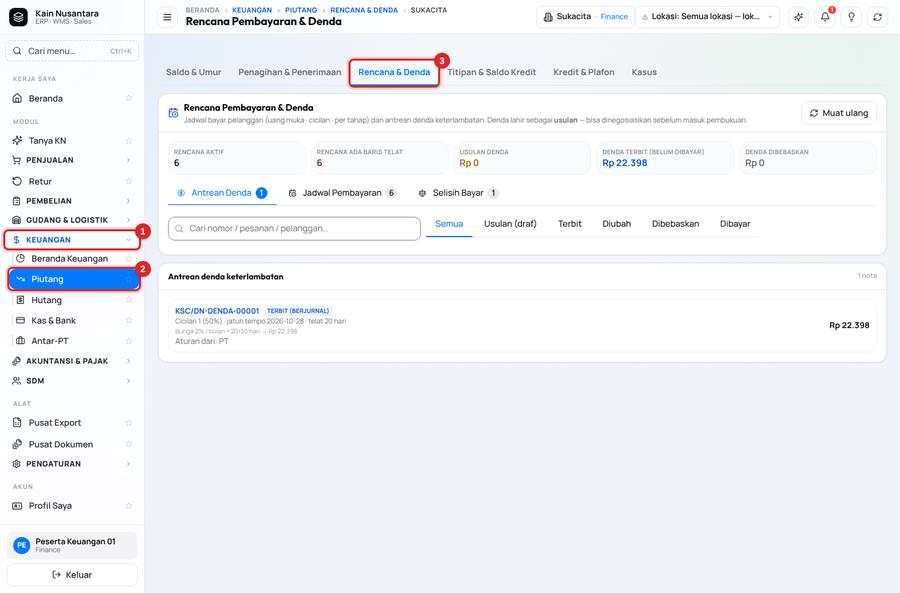 Kain Nusantara
ERP · WMS · Sales
Cari menu...
Ctrl+K
KERJA SAYA
Beranda
MODUL
Tanya KN
PENJUALAN
Retur
PEMBELIAN
GUDANG & LOGISTIK
KEUANGAN
1
Beranda Keuangan
2
Piutang
Hutang
Kas & Bank
Antar-PT
AKUNTANSI & PAJAK
SDM
ALAT
Pusat Export
Pusat Dokumen
PENGATURAN
AKUN
Profil Saya
PE
Peserta Keuangan 01
Finance
Keluar
BERANDA › KEUANGAN › PIUTANG › RENCANA & DENDA › SUKACITA
Rencana Pembayaran & Denda
Sukacita · Finance
Lokasi: Semua lokasi — lok...
1
3
Saldo & Umur
Penagihan & Penerimaan
Rencana & Denda
Titipan & Saldo Kredit
Kredit & Plafon
Kasus
Rencana Pembayaran & Denda
Jadwal bayar pelanggan (uang muka · cicilan · per tahap) dan antrean denda keterlambatan. Denda lahir sebagai usulan — bisa dinegosiasikan sebelum masuk pembukuan.
Muat ulang
RENCANA AKTIF
6
RENCANA ADA BARIS TELAT
6
USULAN DENDA
Rp 0
DENDA TERBIT (BELUM DIBAYAR)
Rp 22.398
DENDA DIBEBASKAN
Rp 0
Antrean Denda 1
Jadwal Pembayaran 6
Selisih Bayar 1
Cari nomor / pesanan / pelanggan...
Semua
Usulan (draf)
Terbit
Diubah
Dibebaskan
Dibayar
Antrean denda keterlambatan
1 nota
KSC/DN-DENDA-00001 TERBIT (BERJURNAL)
Cicilan 1 (50%) · jatuh tempo 2026-10-28 · telat 20 hari
Bunga 2% / bulan × 20/30 hari → Rp 22.398
Aturan dari: PT
Rp 22.398